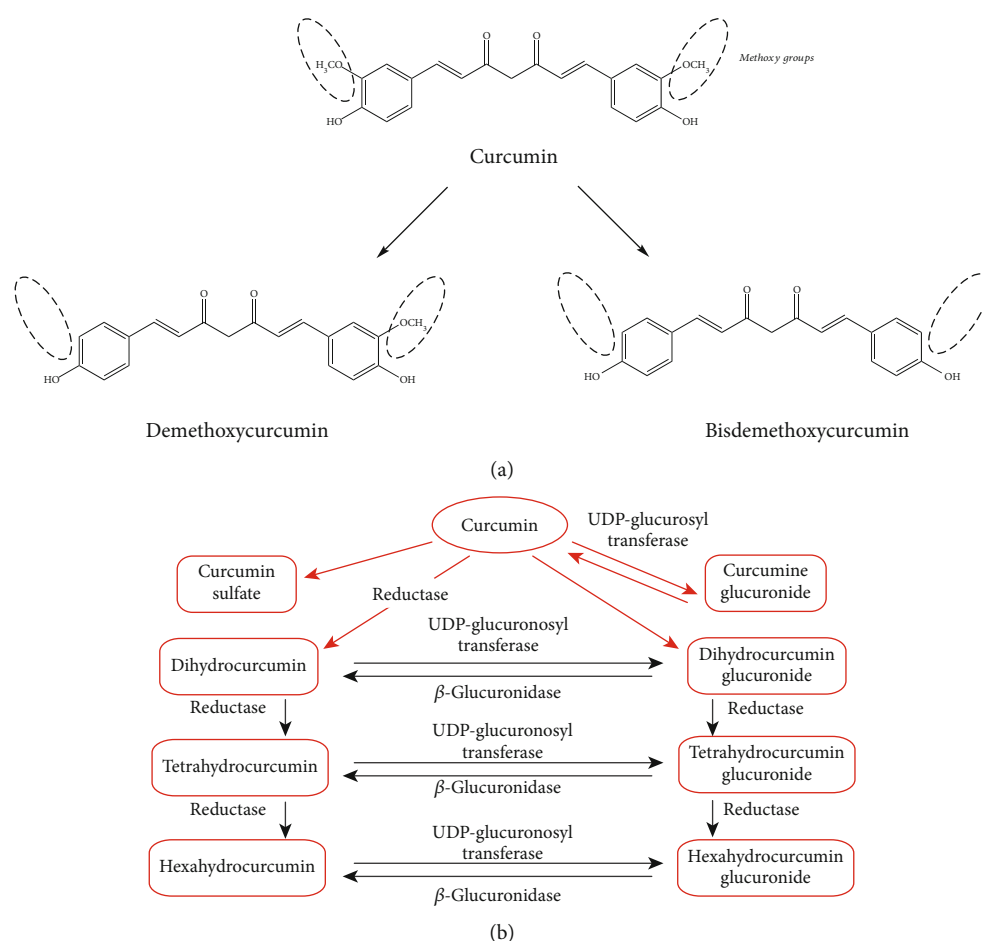 O
O
H₃CO
OCH₃
Methoxy groups
HO
OH
Curcumin
O
O
OCH₃
HO
OH
Demethoxycurcumin
O
O
HO
OH
Bisdemethoxycurcumin
(a)
Curcumin
UDP-glucurosyl
transferase
Curcumin
sulfate
Curcumine
glucuronide
Reductase
UDP-glucuronosyl
transferase
Dihydrocurcumin
Dihydrocurcumin
glucuronide
β-Glucuronidase
Reductase
Reductase
UDP-glucuronosyl
transferase
Tetrahydrocurcumin
Tetrahydrocurcumin
glucuronide
β-Glucuronidase
Reductase
Reductase
UDP-glucuronosyl
transferase
Hexahydrocurcumin
Hexahydrocurcumin
glucuronide
β-Glucuronidase
(b)